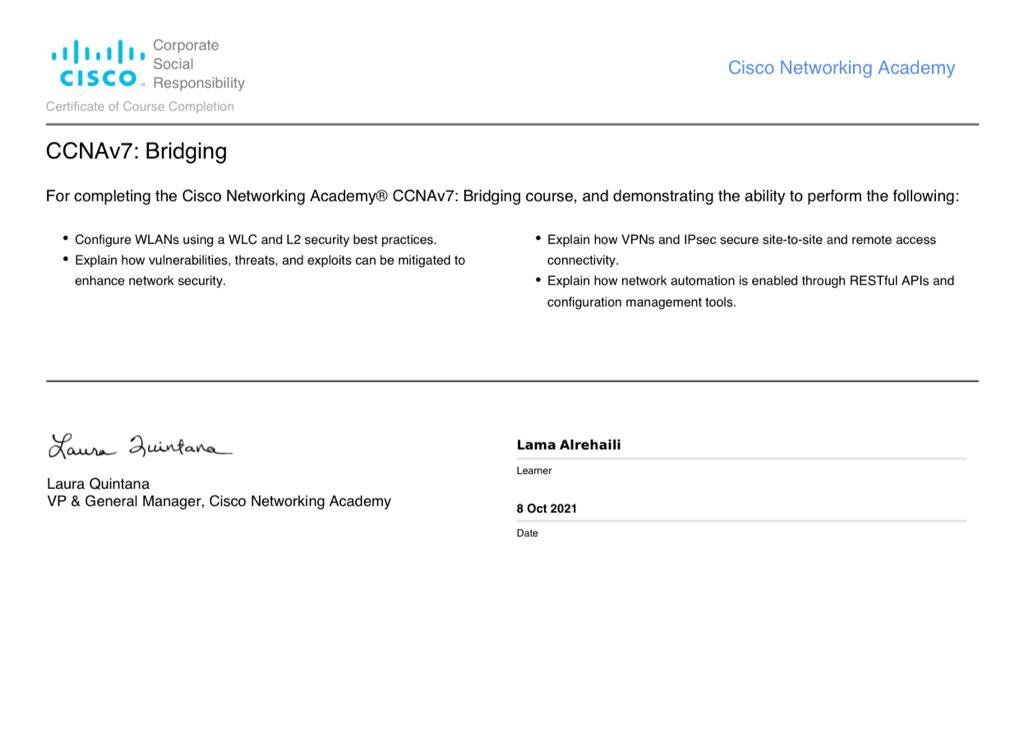 Corporate
Social
CISCO™ Responsibility
Cisco Networking Academy
Certificate of Course Completion
CCNAv7: Bridging
For completing the Cisco Networking Academy® CCNAv7: Bridging course, and demonstrating the ability to perform the following:
• Configure WLANs using a WLC and L2 security best practices.
• Explain how vulnerabilities, threats, and exploits can be mitigated to
enhance network security.
• Explain how VPNs and IPsec secure site-to-site and remote access
connectivity.
• Explain how network automation is enabled through RESTful APIs and
configuration management tools.
Laura Quintana
Laura Quintana
VP & General Manager, Cisco Networking Academy
Lama Alrehaili
Learner
8 Oct 2021
Date